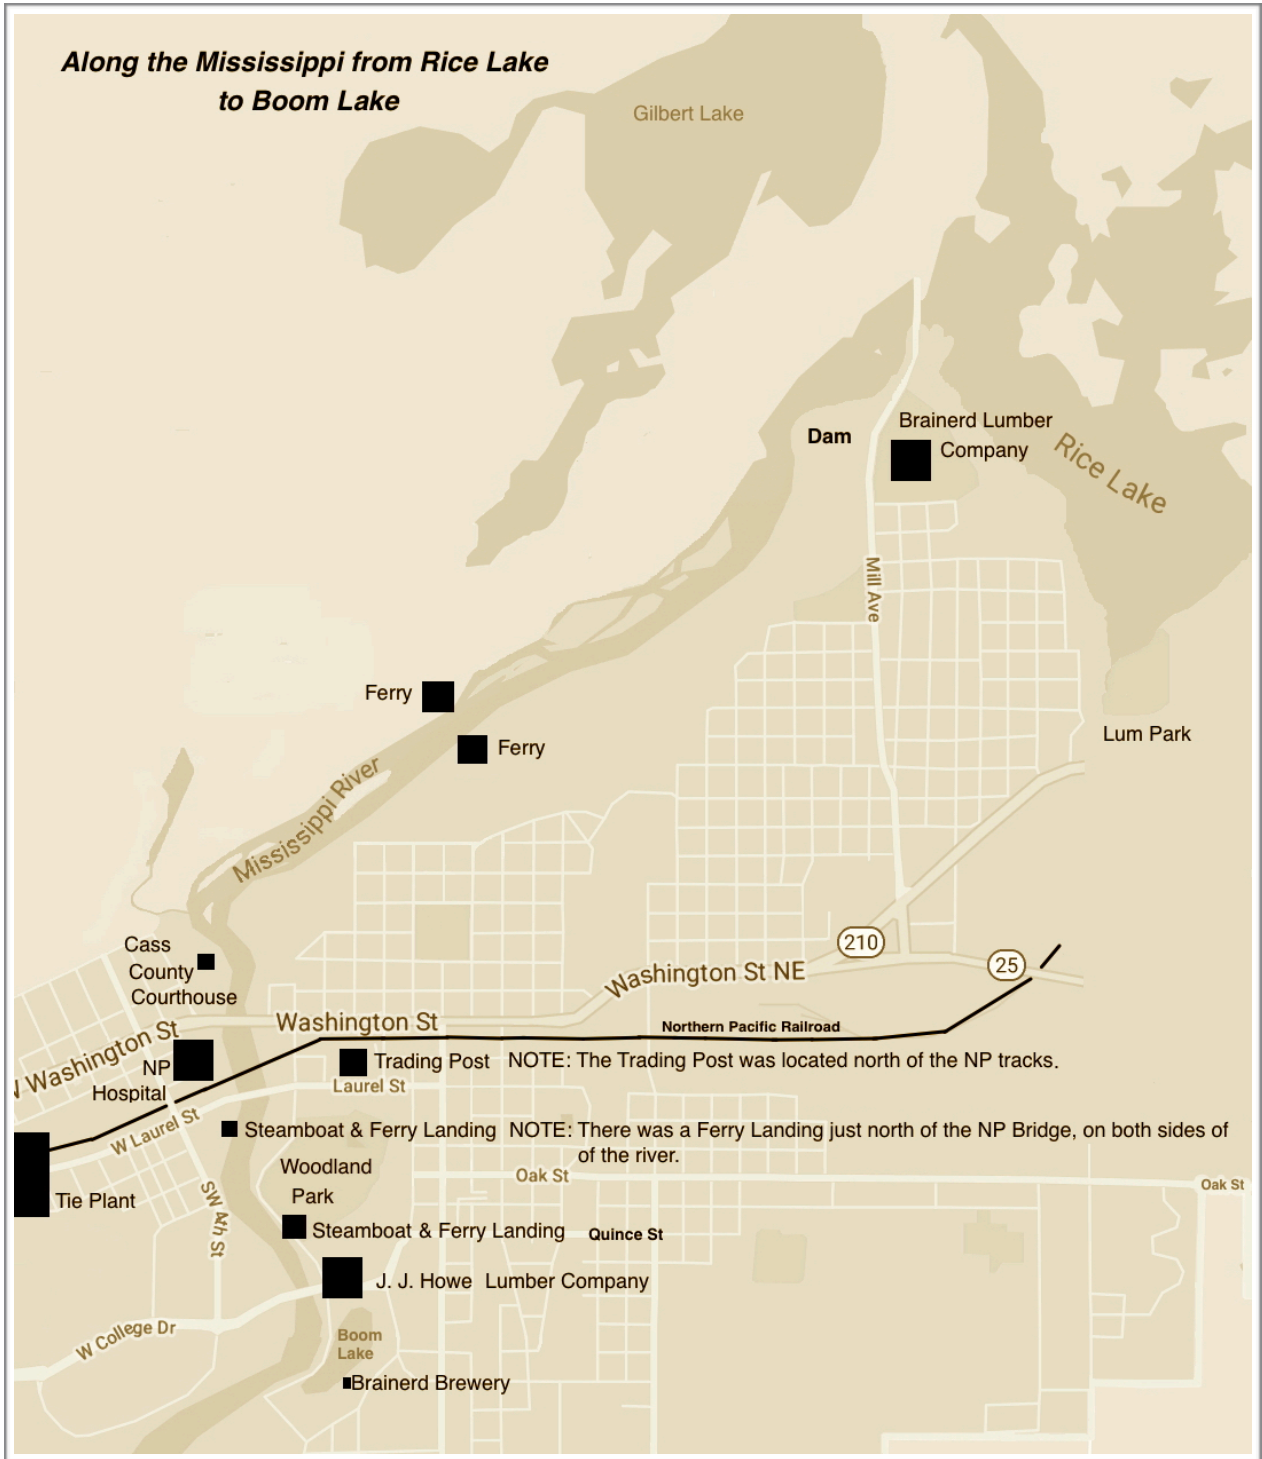 Along the Mississippi from Rice Lake
to Boom Lake
Gilbert Lake
Brainerd Lumber
Company
Dam
Rice Lake
Mill Ave
Ferry
Ferry
Lum Park
Mississippi River
210
Cass
County
Courthouse
25
Washington St NE
Washington St
W Washington St
Northern Pacific Railroad
Trading Post NOTE: The Trading Post was located north of the NP tracks.
NP
Hospital
Laurel St
W Laurel St
Steamboat & Ferry Landing NOTE: There was a Ferry Landing just north of the NP Bridge, on both sides of
of the river.
Woodland
Park
Oak St
Oak St
Tie Plant
SW 4th St
Steamboat & Ferry Landing
Quince St
J. J. Howe Lumber Company
W College Dr
Boom
Lake
Brainerd Brewery